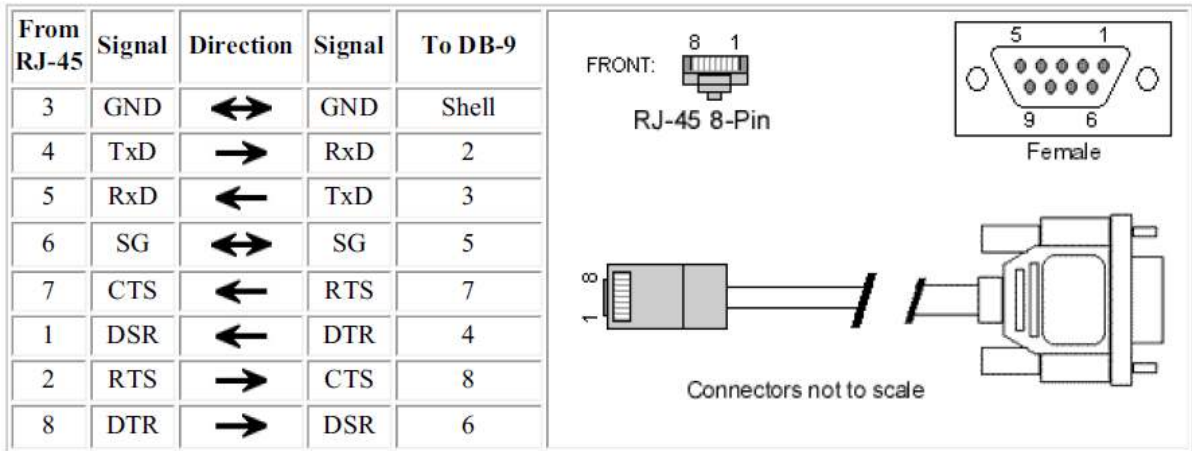 From RJ-45 Signal Direction Signal To DB-9
3 GND GND Shell
4 TxD RxD 2
5 RxD TxD 3
6 SG SG 5
7 CTS RTS 7
1 DSR DTR 4
2 RTS CTS 8
8 DTR DSR 6
8 1
FRONT:
RJ-45 8-Pin
5 1
9 6
Female
8
1
Connectors not to scale